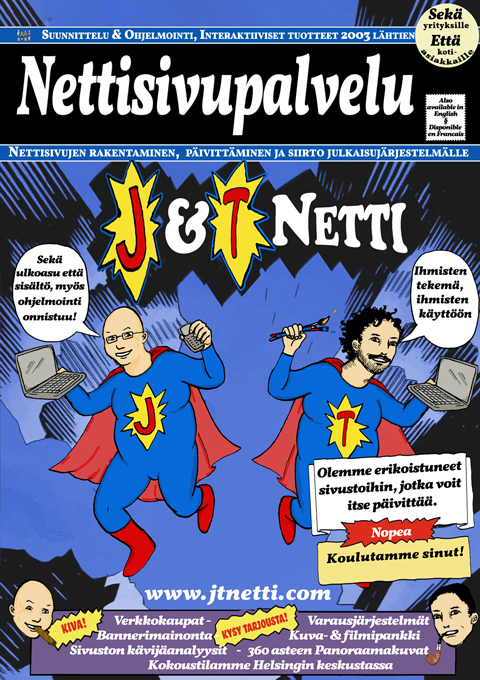 Suunnittelu & Ohjelmointi, Interaktiiviset tuotteet 2003 lähtien
Sekä
yrityksille
Että
koti-
asiakkaille
Nettisivupalvelu
Also
available in
English
&
Disponible
en Francais
Nettisivujen rakentaminen, päivittäminen ja siirto julkaisujärjestelmälle
J & T Netti
Sekä
ulkoasu että
sisältö, myös
ohjelmointi
onnistuu!
Ihmisten
tekemä,
ihmisten
käyttöön
J
T
Olemme erikoistuneet
sivustoihin, jotka voit
itse päivittää.
Nopea
Koulutamme sinut!
www.jtnetti.com
KIVA!
KYSY TARJOUSTA!
Verkkokaupat - Varausjärjestelmät
Bannerimainonta Kuva- & filmipankki
Sivuston kävijäanalyysit - 360 asteen Panoraamakuvat
Kokoustilamme Helsingin keskustassa